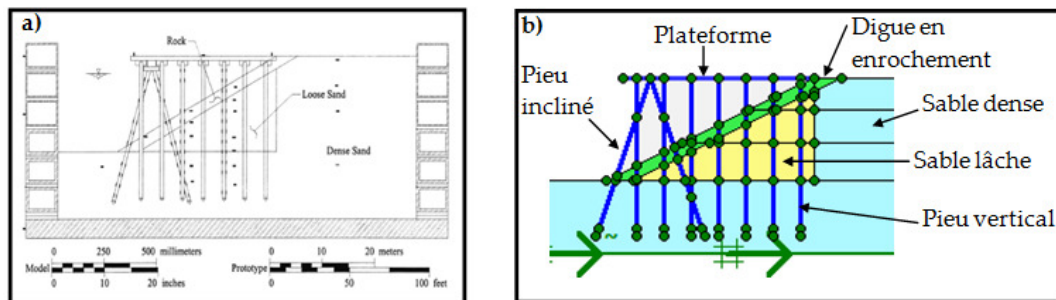 a)
Rock
Loose Sand
Dense Sand
0 250 500 millimeters
Model
0 10 20 inches
0 10 20 meters
Prototype
0 50 100 feet
b)
Plateforme
Digue en
enrochement
Pieu
incliné
Sable dense
Sable lâche
Pieu vertical
~